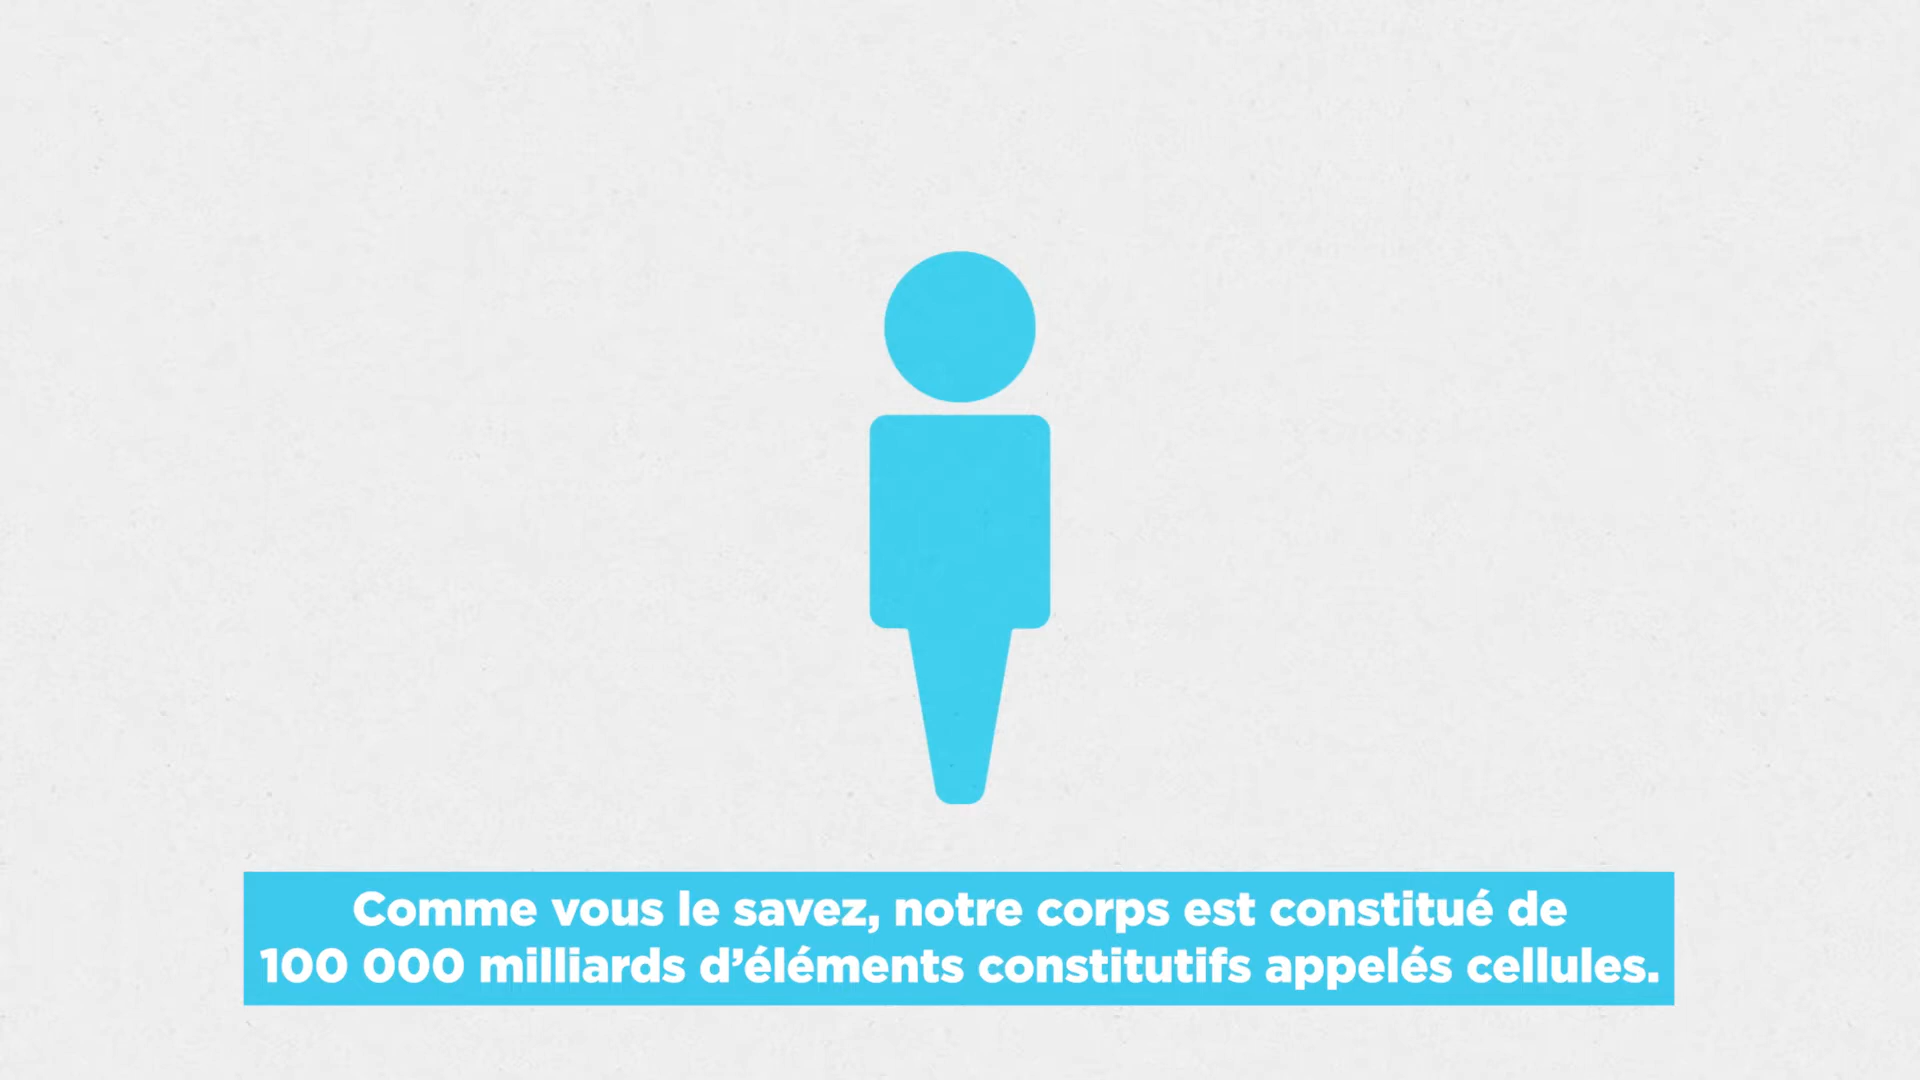 Comme vous le savez, notre corps est constitué de
100 000 milliards d’éléments constitutifs appelés cellules.